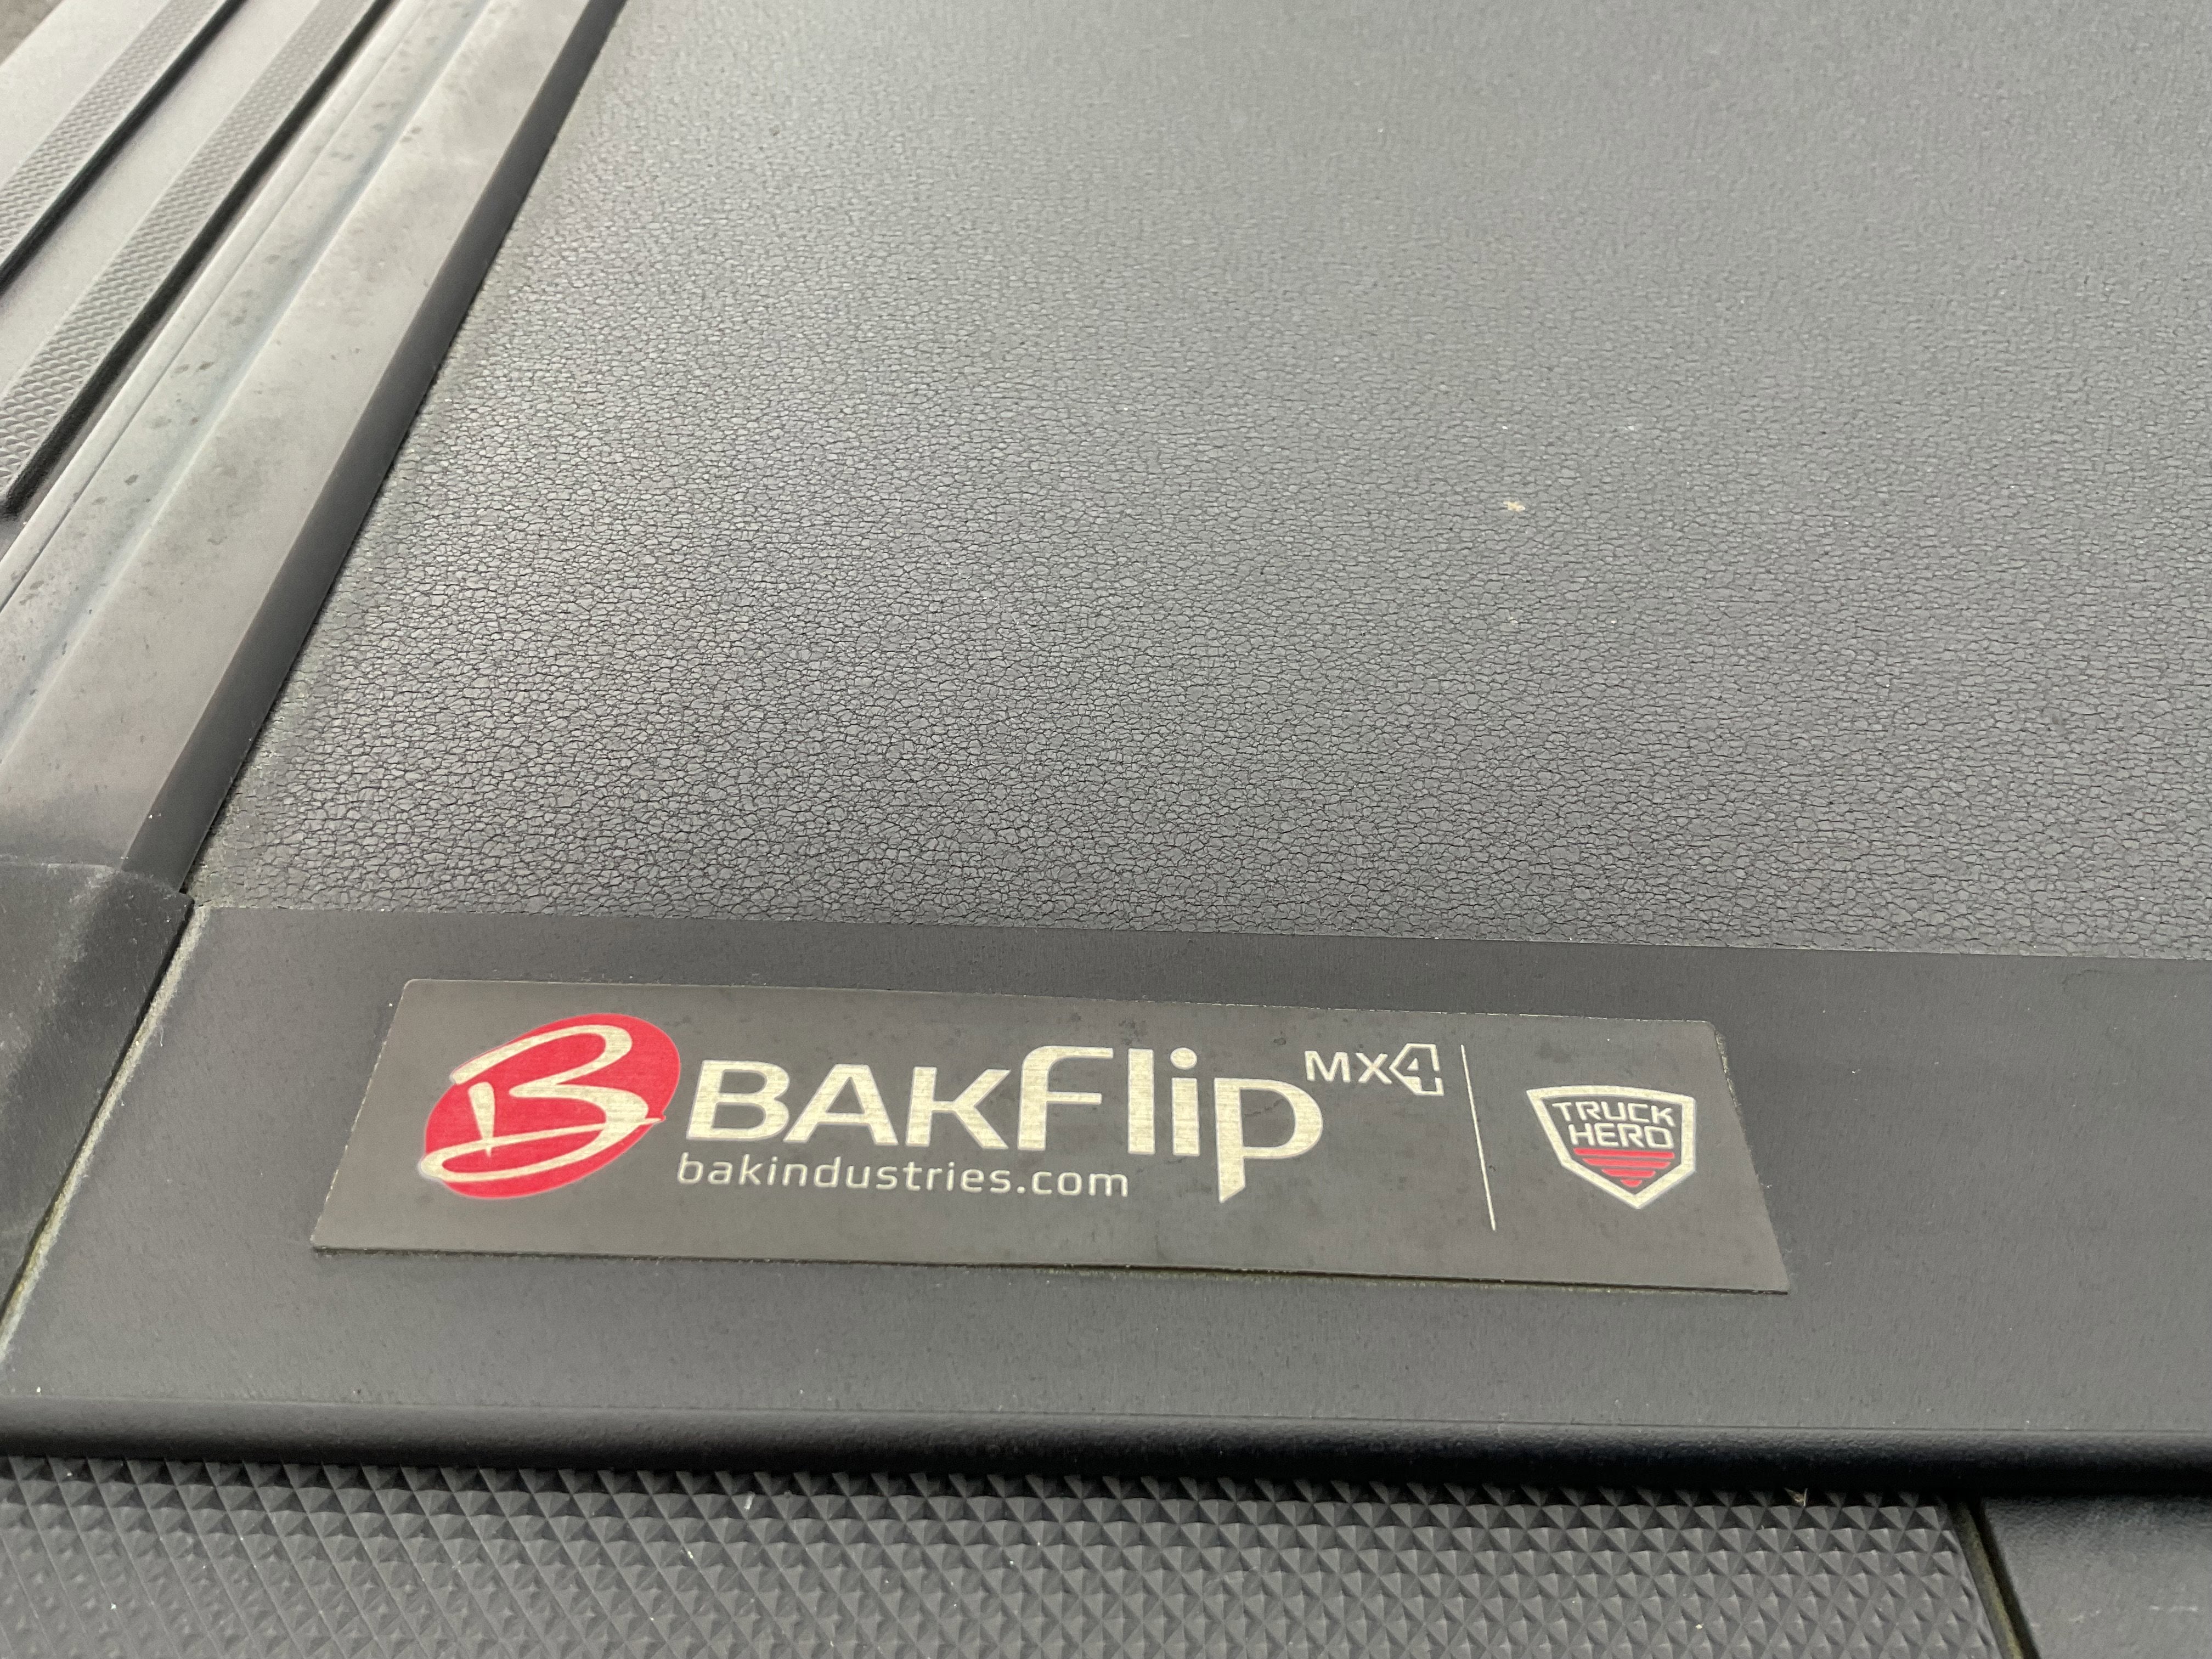 B BAKFlip MX4
bakindustries.com
TRUCK
HERO